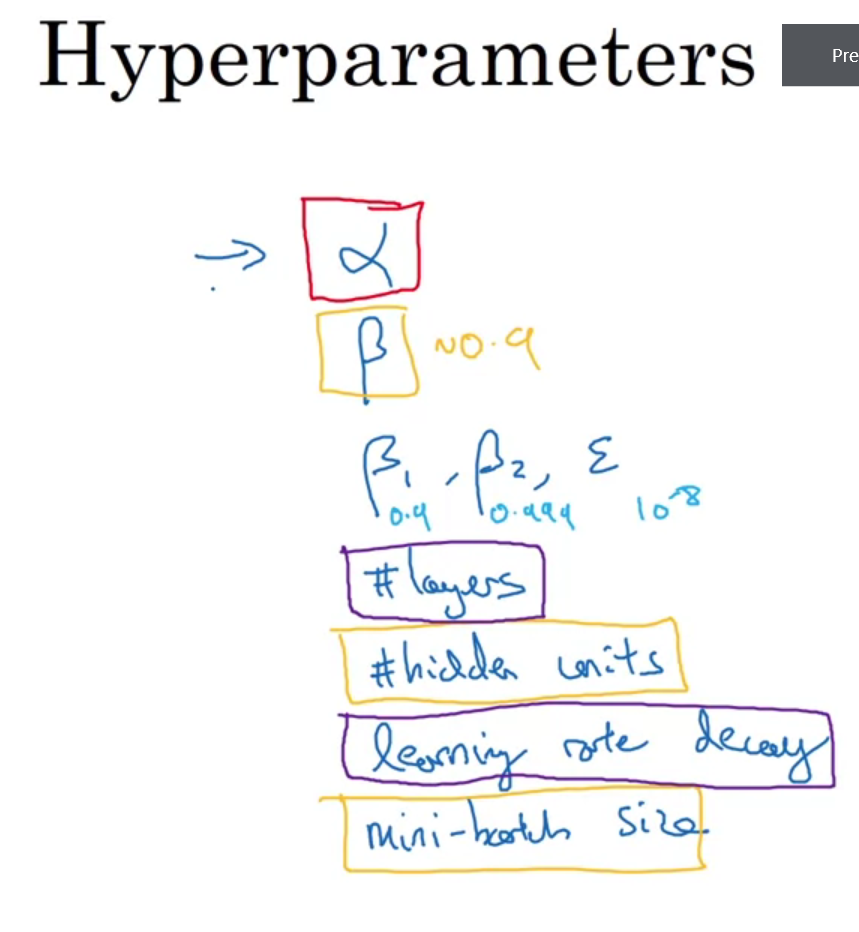 Hyperparameters
Pre
→ α
β ~0.9
β₁, β₂, ε
0.9 0.999 10⁻⁸
#layers
#hidden units
learning rate decay
mini-batch size